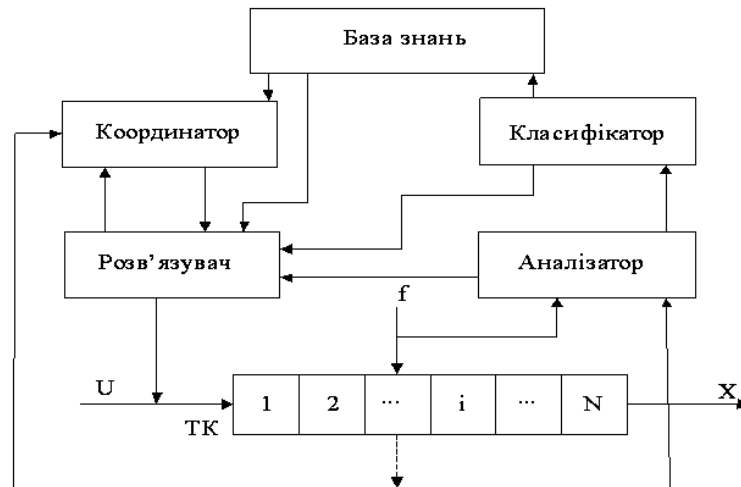 База знань
Координатор
Класифікатор
Розв’язувач
Аналізатор
f
U
X
ТК
1 2 ... i ... N